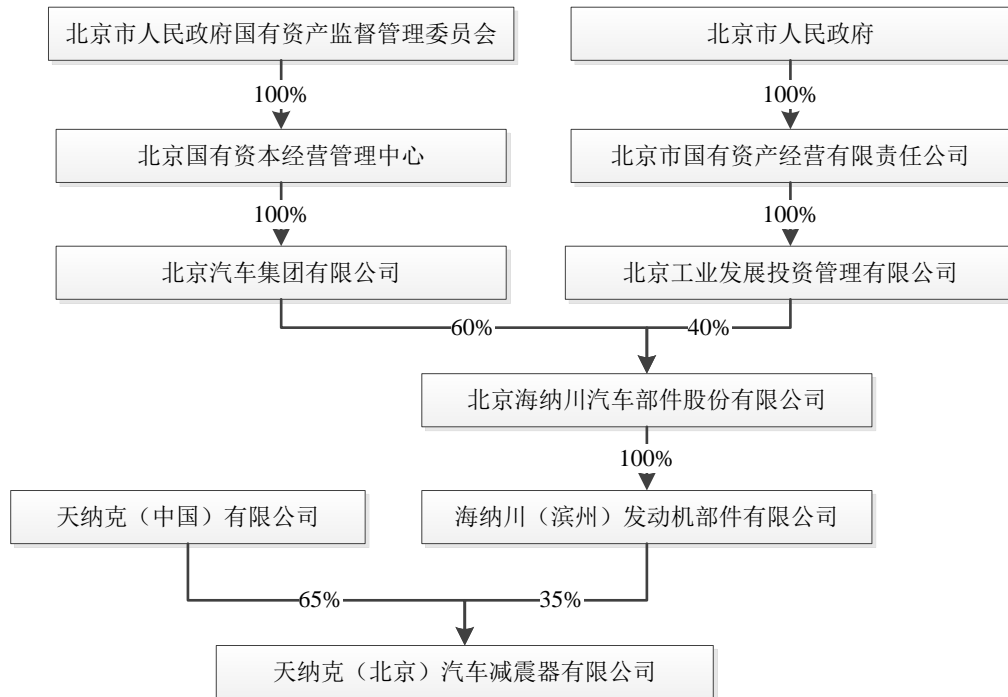 北京市人民政府国有资产监督管理委员会
北京市人民政府
100%
100%
北京国有资本经营管理中心
北京市国有资产经营有限责任公司
100%
100%
北京汽车集团有限公司
北京工业发展投资管理有限公司
60%
40%
北京海纳川汽车部件股份有限公司
100%
天纳克（中国）有限公司
海纳川（滨州）发动机部件有限公司
65%
35%
天纳克（北京）汽车减震器有限公司